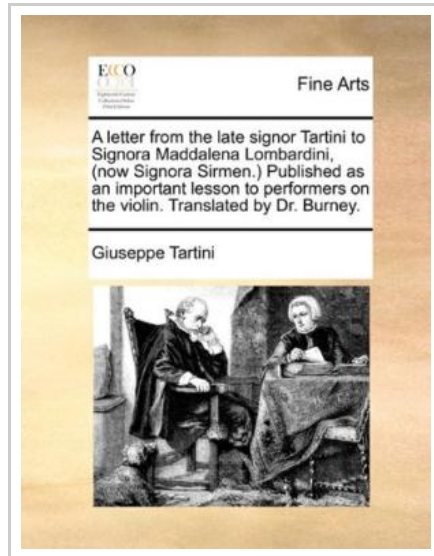 ECCO
Fine Arts
A letter from the late signor Tartini to
Signora Maddalena Lombardini,
(now Signora Sirmen.) Published as
an important lesson to performers on
the violin. Translated by Dr. Burney.
Giuseppe Tartini